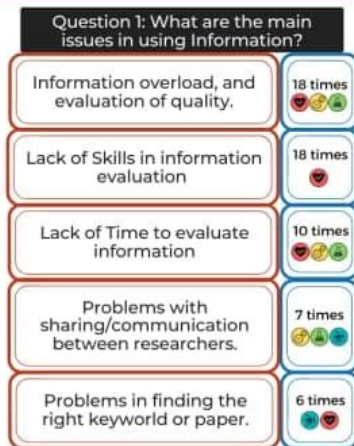 Question 1: What are the main
issues in using Information?
Information overload, and
evaluation of quality.
18 times
Lack of Skills in information
evaluation
18 times
Lack of Time to evaluate
information
10 times
Problems with
sharing/communication
between researchers.
7 times
Problems in finding the
right keyworld or paper.
6 times